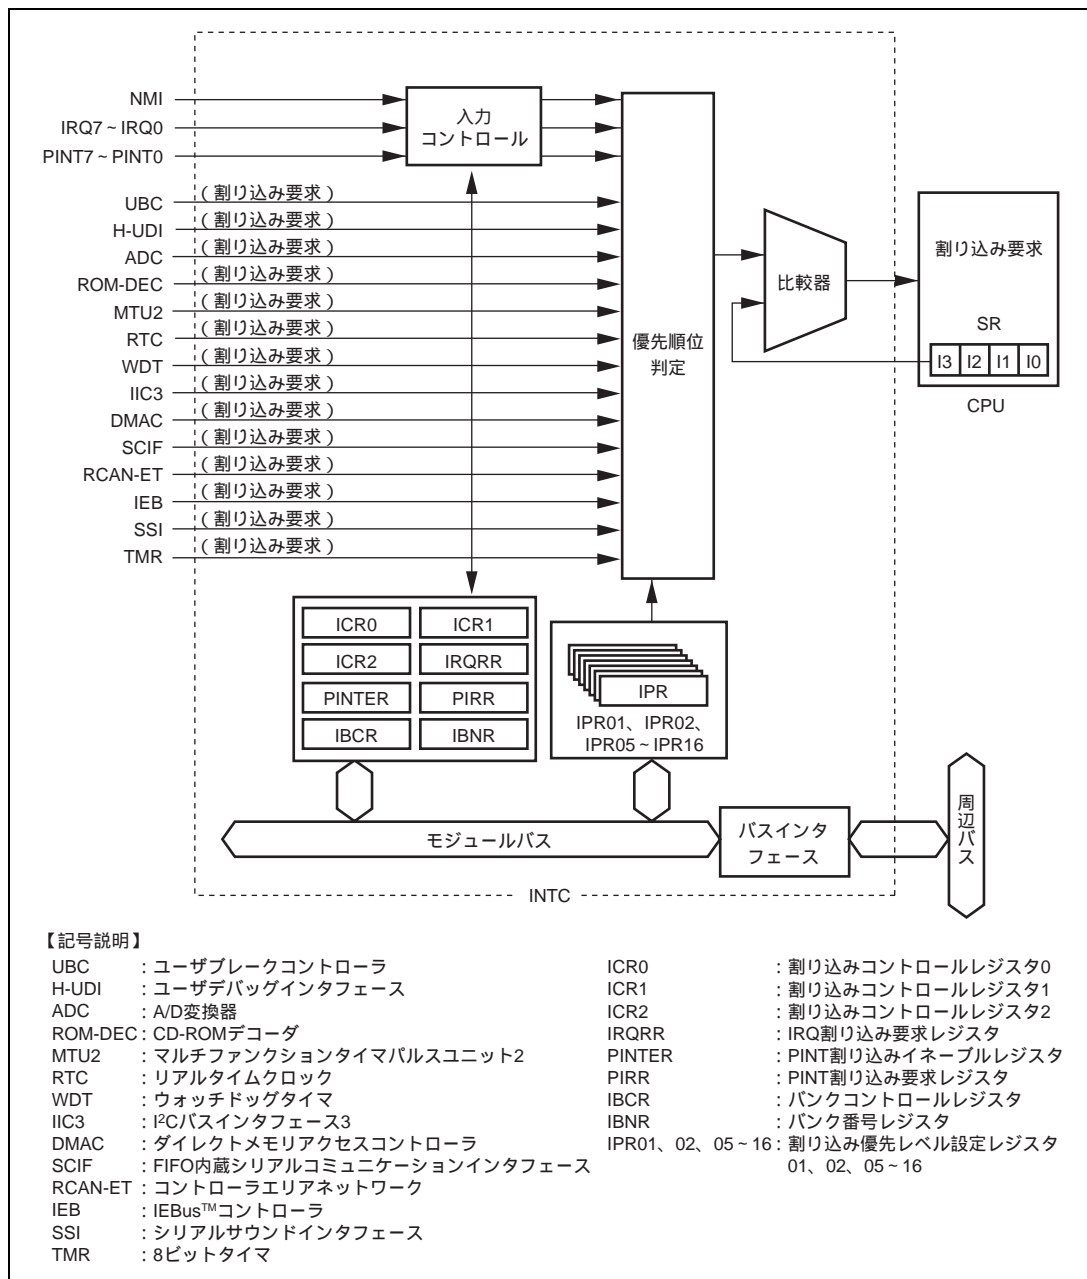 NMI
IRQ7～IRQ0
PINT7～PINT0
入力
コントロール
UBC （割り込み要求）
H-UDI （割り込み要求）
ADC （割り込み要求）
ROM-DEC （割り込み要求）
MTU2 （割り込み要求）
RTC （割り込み要求）
WDT （割り込み要求）
IIC3 （割り込み要求）
DMAC （割り込み要求）
SCIF （割り込み要求）
RCAN-ET （割り込み要求）
IEB （割り込み要求）
SSI （割り込み要求）
TMR （割り込み要求）
優先順位
判定
比較器
割り込み要求
SR
I3 I2 I1 I0
CPU
ICR0 ICR1
ICR2 IRQRR
PINTER PIRR
IBCR IBNR
IPR
IPR01、IPR02、
IPR05～IPR16
モジュールバス
バスインタ
フェース
周辺バス
INTC
【記号説明】
UBC ：ユーザブレークコントローラ
H-UDI ：ユーザデバッグインタフェース
ADC ：A/D変換器
ROM-DEC：CD-ROMデコーダ
MTU2 ：マルチファンクションタイマパルスユニット2
RTC ：リアルタイムクロック
WDT ：ウォッチドッグタイマ
IIC3 ：I²Cバスインタフェース3
DMAC ：ダイレクトメモリアクセスコントローラ
SCIF ：FIFO内蔵シリアルコミュニケーションインタフェース
RCAN-ET ：コントローラエリアネットワーク
IEB ：IEBus™コントローラ
SSI ：シリアルサウンドインタフェース
TMR ：8ビットタイマ
ICR0 ：割り込みコントロールレジスタ0
ICR1 ：割り込みコントロールレジスタ1
ICR2 ：割り込みコントロールレジスタ2
IRQRR ：IRQ割り込み要求レジスタ
PINTER ：PINT割り込みイネーブルレジスタ
PIRR ：PINT割り込み要求レジスタ
IBCR ：バンクコントロールレジスタ
IBNR ：バンク番号レジスタ
IPR01、02、05～16：割り込み優先レベル設定レジスタ
01、02、05～16